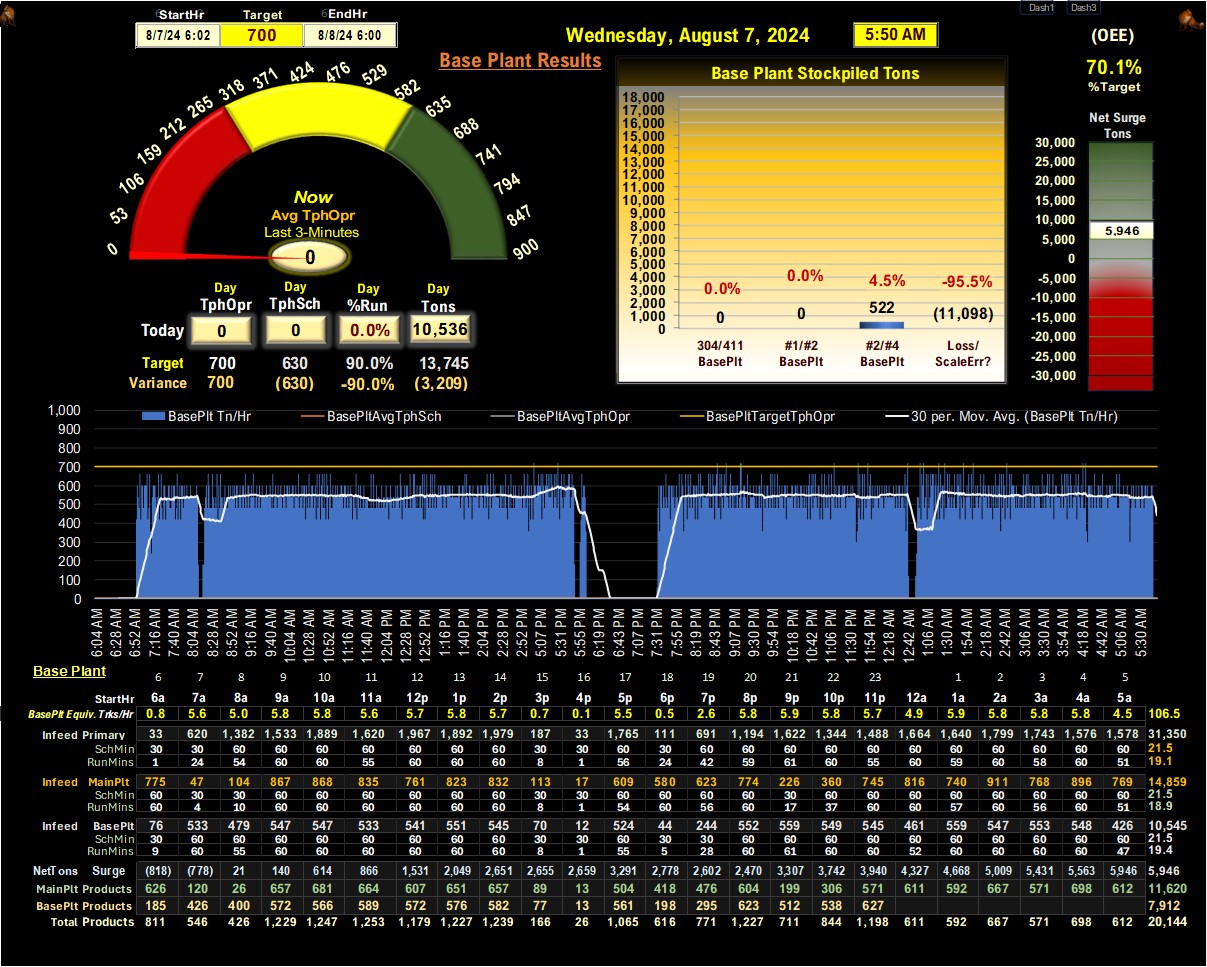 Dash1 Dash3
StartHr Target EndHr
8/7/24 6:02 700 8/8/24 6:00
Wednesday, August 7, 2024 5:50 AM
(OEE)
70.1%
%Target
Base Plant Results
Net Surge
Tons
30,000
25,000
20,000
15,000
10,000
5,946
5,000
0
-5,000
-10,000
-15,000
-20,000
-25,000
-30,000
0 53 106 159 212 265 318 371 424 476 529 582 635 688 741 794 847 900
Now
Avg TphOpr
Last 3-Minutes
0
Day Day Day Day
TphOpr TphSch %Run Tons
Today 0 0 0.0% 10,536
Target 700 630 90.0% 13,745
Variance 700 (630) -90.0% (3,209)
Base Plant Stockpiled Tons
18,000
17,000
16,000
15,000
14,000
13,000
12,000
11,000
10,000
9,000
8,000
7,000
6,000
5,000
4,000
3,000
2,000
1,000
0
0.0% 0.0% 4.5% -95.5%
0 0 522 (11,098)
304/411 #1/#2 #2/#4 Loss/
BasePlt BasePlt BasePlt ScaleErr?
BasePlt Tn/Hr BasePltAvgTphSch BasePltAvgTphOpr BasePltTargetTphOpr 30 per. Mov. Avg. (BasePlt Tn/Hr)
1,000
900
800
700
600
500
400
300
200
100
0
6:04 AM 6:28 AM 6:52 AM 7:16 AM 7:40 AM 8:04 AM 8:28 AM 8:52 AM 9:16 AM 9:40 AM 10:04 AM 10:28 AM 10:52 AM 11:16 AM 11:40 AM 12:04 PM 12:28 PM 12:52 PM 1:16 PM 1:40 PM 2:04 PM 2:28 PM 2:52 PM 5:07 PM 5:31 PM 5:55 PM 6:19 PM 6:43 PM 7:07 PM 7:31 PM 7:55 PM 8:19 PM 8:43 PM 9:07 PM 9:30 PM 9:54 PM 10:18 PM 10:42 PM 11:06 PM 11:30 PM 11:54 PM 12:18 AM 12:42 AM 1:06 AM 1:30 AM 1:54 AM 2:18 AM 2:42 AM 3:06 AM 3:30 AM 3:54 AM 4:18 AM 4:42 AM 5:06 AM 5:30 AM
Base Plant
6 7 8 9 10 11 12 13 14 15 16 17 18 19 20 21 22 23 1 2 3 4 5
StartHr 6a 7a 8a 9a 10a 11a 12p 1p 2p 3p 4p 5p 6p 7p 8p 9p 10p 11p 12a 1a 2a 3a 4a 5a
BasePlt Equiv. Trks/Hr 0.8 5.6 5.0 5.8 5.8 5.6 5.7 5.8 5.7 0.7 0.1 5.5 0.5 2.6 5.8 5.9 5.8 5.7 4.9 5.9 5.8 5.8 5.8 4.5 106.5
Infeed Primary 33 620 1,382 1,533 1,889 1,620 1,967 1,892 1,979 187 33 1,765 111 691 1,194 1,622 1,344 1,488 1,664 1,640 1,799 1,743 1,576 1,578 31,350
SchMin 30 30 30 60 60 60 60 60 60 30 30 60 30 30 60 60 60 60 60 60 60 60 60 60 21.5
RunMins 1 24 54 60 60 55 60 60 60 8 1 56 24 42 59 61 60 55 60 59 60 58 60 51 19.1
Infeed MainPlt 775 47 104 867 868 835 761 823 832 113 17 609 580 623 774 226 360 745 816 740 911 768 896 769 14,859
SchMin 60 30 30 60 60 60 60 60 60 30 30 60 60 60 60 30 60 60 60 60 60 60 60 60 21.5
RunMins 60 4 10 60 60 60 60 60 60 8 1 54 60 56 60 17 37 60 60 57 60 56 60 51 18.9
Infeed BasePlt 76 533 479 547 547 533 541 551 545 70 12 524 44 244 552 559 549 545 461 559 547 553 548 426 10,545
SchMin 30 60 60 60 60 60 60 60 60 30 30 60 30 30 60 60 60 60 60 60 60 60 60 60 21.5
RunMins 9 60 55 60 60 60 60 60 60 8 1 55 5 28 60 61 60 60 52 60 60 60 60 47 19.4
NetTons Surge (818) (778) 21 140 614 866 1,531 2,049 2,651 2,655 2,659 3,291 2,778 2,602 2,470 3,307 3,742 3,940 4,327 4,668 5,009 5,431 5,563 5,946 5,946
MainPlt Products 626 120 26 657 681 664 607 651 657 89 13 504 418 476 604 199 306 571 611 592 667 571 698 612 11,620
BasePlt Products 185 426 400 572 566 589 572 576 582 77 13 561 198 295 623 512 538 627 7,912
Total Products 811 546 426 1,229 1,247 1,253 1,179 1,227 1,239 166 26 1,065 616 771 1,227 711 844 1,198 611 592 667 571 698 612 20,144